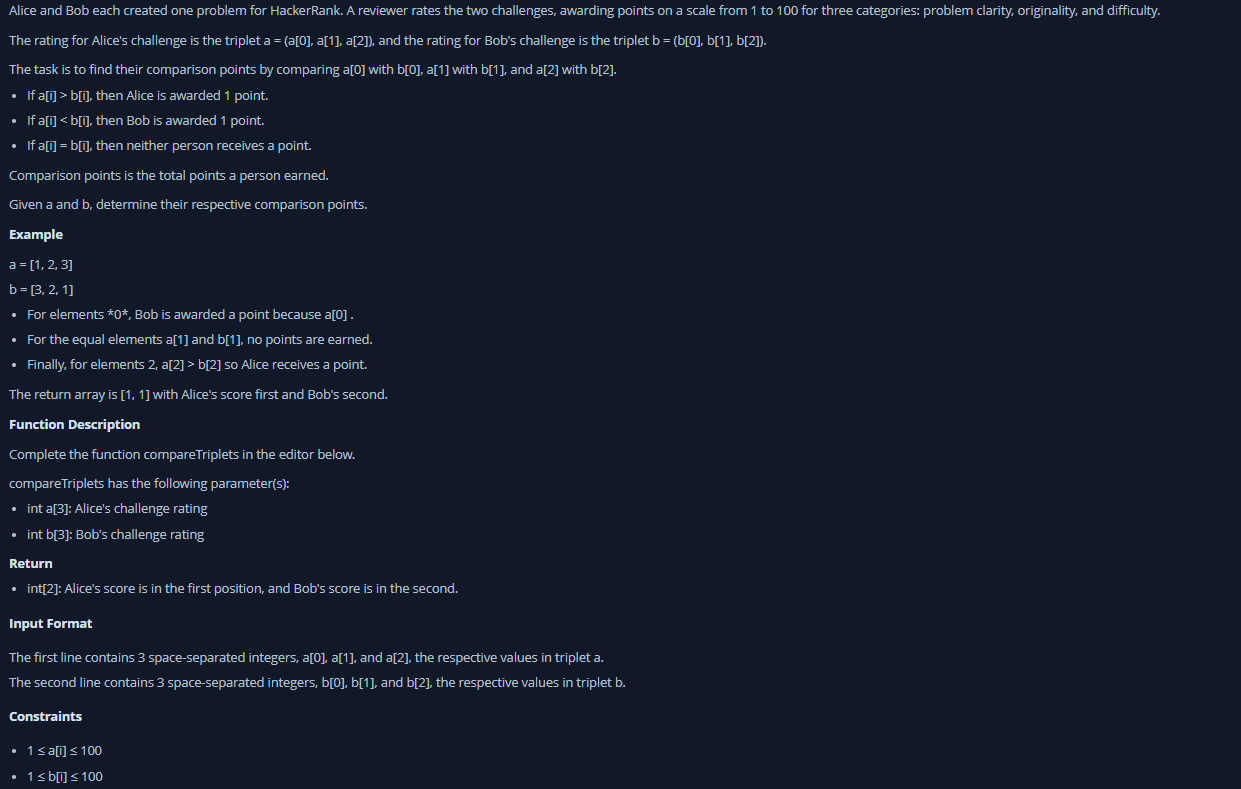 Alice and Bob each created one problem for HackerRank. A reviewer rates the two challenges, awarding points on a scale from 1 to 100 for three categories: problem clarity, originality, and difficulty.
The rating for Alice's challenge is the triplet a = (a[0], a[1], a[2]), and the rating for Bob's challenge is the triplet b = (b[0], b[1], b[2]).
The task is to find their comparison points by comparing a[0] with b[0], a[1] with b[1], and a[2] with b[2].
• If a[i] > b[i], then Alice is awarded 1 point.
• If a[i] < b[i], then Bob is awarded 1 point.
• If a[i] = b[i], then neither person receives a point.
Comparison points is the total points a person earned.
Given a and b, determine their respective comparison points.
Example
a = [1, 2, 3]
b = [3, 2, 1]
• For elements *0*, Bob is awarded a point because a[0] .
• For the equal elements a[1] and b[1], no points are earned.
• Finally, for elements 2, a[2] > b[2] so Alice receives a point.
The return array is [1, 1] with Alice's score first and Bob's second.
Function Description
Complete the function compareTriplets in the editor below.
compareTriplets has the following parameter(s):
• int a[3]: Alice's challenge rating
• int b[3]: Bob's challenge rating
Return
• int[2]: Alice's score is in the first position, and Bob's score is in the second.
Input Format
The first line contains 3 space-separated integers, a[0], a[1], and a[2], the respective values in triplet a.
The second line contains 3 space-separated integers, b[0], b[1], and b[2], the respective values in triplet b.
Constraints
• 1 ≤ a[i] ≤ 100
• 1 ≤ b[i] ≤ 100